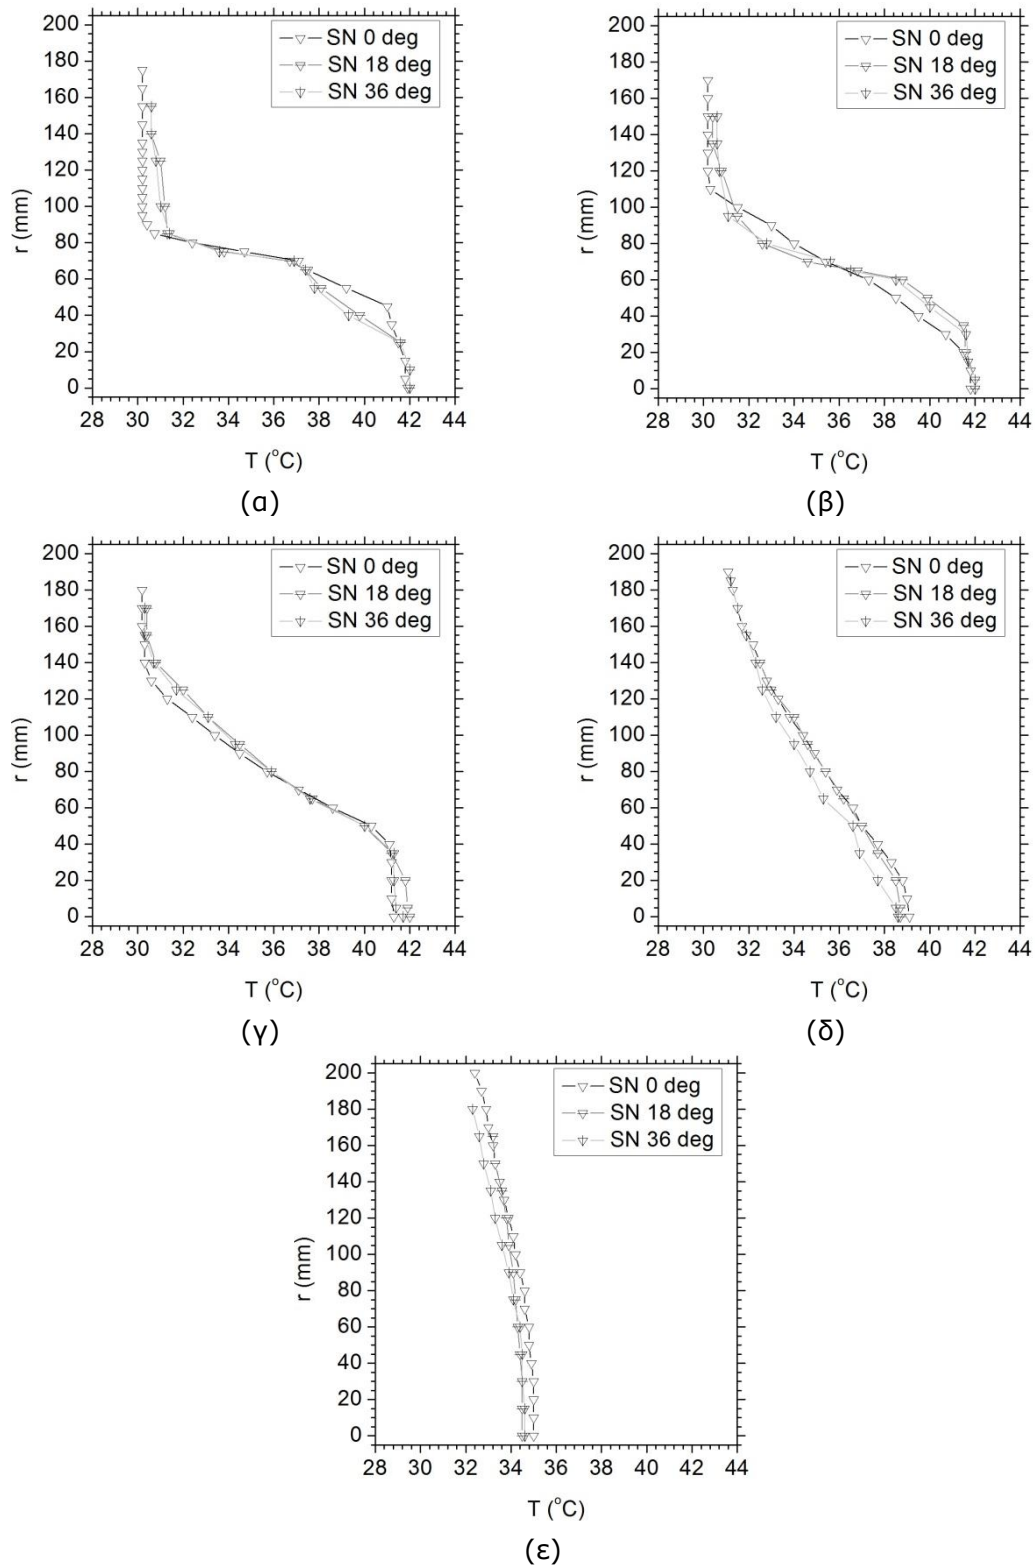 SN 0 deg
SN 18 deg
SN 36 deg
200
180
160
140
120
100
80
60
40
20
0
r (mm)
28 30 32 34 36 38 40 42 44
T (°C)
(α)
SN 0 deg
SN 18 deg
SN 36 deg
200
180
160
140
120
100
80
60
40
20
0
r (mm)
28 30 32 34 36 38 40 42 44
T (°C)
(β)
SN 0 deg
SN 18 deg
SN 36 deg
200
180
160
140
120
100
80
60
40
20
0
r (mm)
28 30 32 34 36 38 40 42 44
T (°C)
(γ)
SN 0 deg
SN 18 deg
SN 36 deg
200
180
160
140
120
100
80
60
40
20
0
r (mm)
28 30 32 34 36 38 40 42 44
T (°C)
(δ)
SN 0 deg
SN 18 deg
SN 36 deg
200
180
160
140
120
100
80
60
40
20
0
r (mm)
28 30 32 34 36 38 40 42 44
T (°C)
(ε)